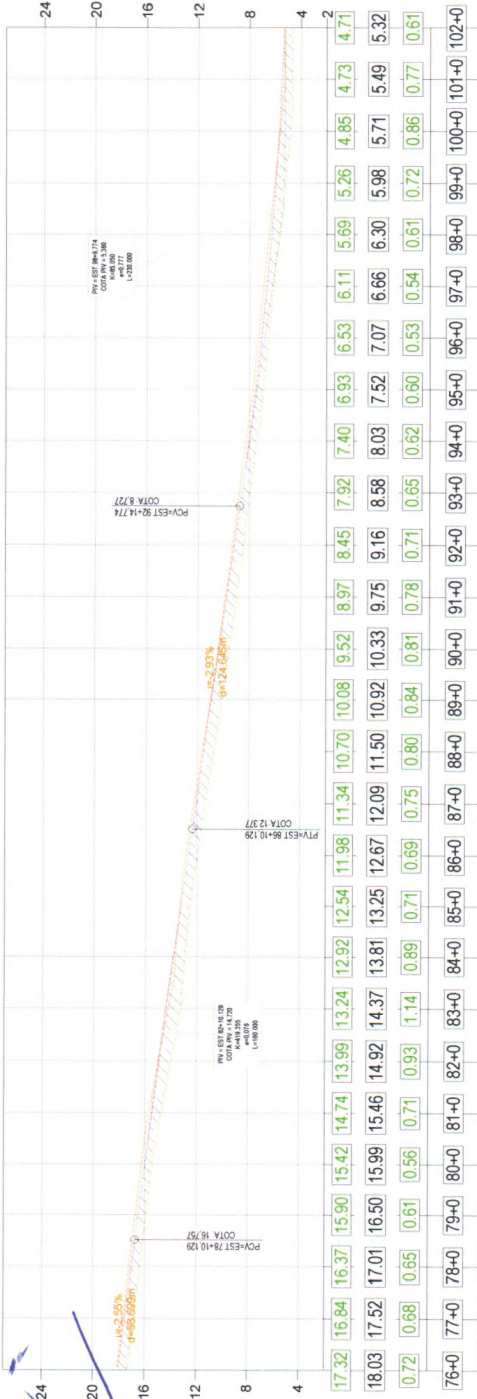 24
20
16
12
8
4
2
24
20
16
12
8
i=-2,55%
d=68.699m
PCV=EST 78+10.129
COTA 16.757
PIV = EST 82+10.129
COTA PIV = 14.730
K=419.355
e=0.076
L=160.000
PTV=EST 86+10.129
COTA 12.377
i=-2,93%
d=124.645m
PCV=EST 92+14.774
COTA 8.727
PIV = EST 98+9.774
COTA PIV = 5.360
K=85.050
e=0.777
L=230.000
17.32 16.84 16.37 15.90 15.42 14.74 13.99 13.24 12.92 12.54 11.98 11.34 10.70 10.08 9.52 8.97 8.45 7.92 7.40 6.93 6.53 6.11 5.69 5.26 4.85 4.73 4.71
18.03 17.52 17.01 16.50 15.99 15.46 14.92 14.37 13.81 13.25 12.67 12.09 11.50 10.92 10.33 9.75 9.16 8.58 8.03 7.52 7.07 6.66 6.30 5.98 5.71 5.49 5.32
0.72 0.68 0.65 0.61 0.56 0.71 0.93 1.14 0.89 0.71 0.69 0.75 0.80 0.84 0.81 0.78 0.71 0.65 0.62 0.60 0.53 0.54 0.61 0.72 0.86 0.77 0.61
76+0 77+0 78+0 79+0 80+0 81+0 82+0 83+0 84+0 85+0 86+0 87+0 88+0 89+0 90+0 91+0 92+0 93+0 94+0 95+0 96+0 97+0 98+0 99+0 100+0 101+0 102+0